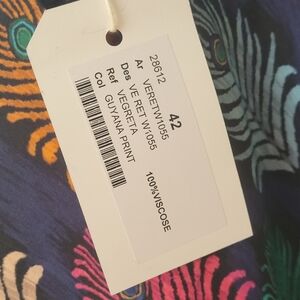 28612 42
Ar VERETW1055
Des VE RET W1055
Ref VEGRETA
Col GUYANA PRINT
100%VISCOSE